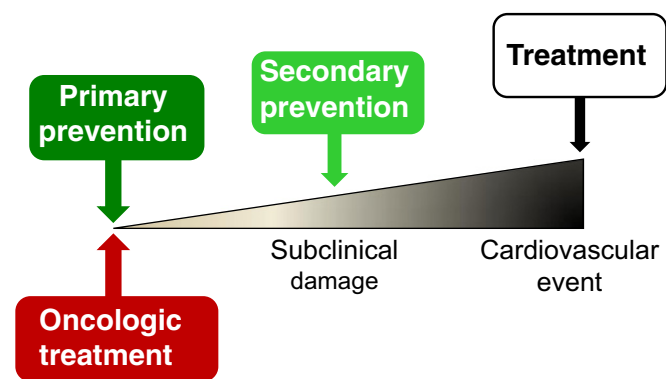 Primary
prevention
Secondary
prevention
Treatment
Subclinical
damage
Cardiovascular
event
Oncologic
treatment